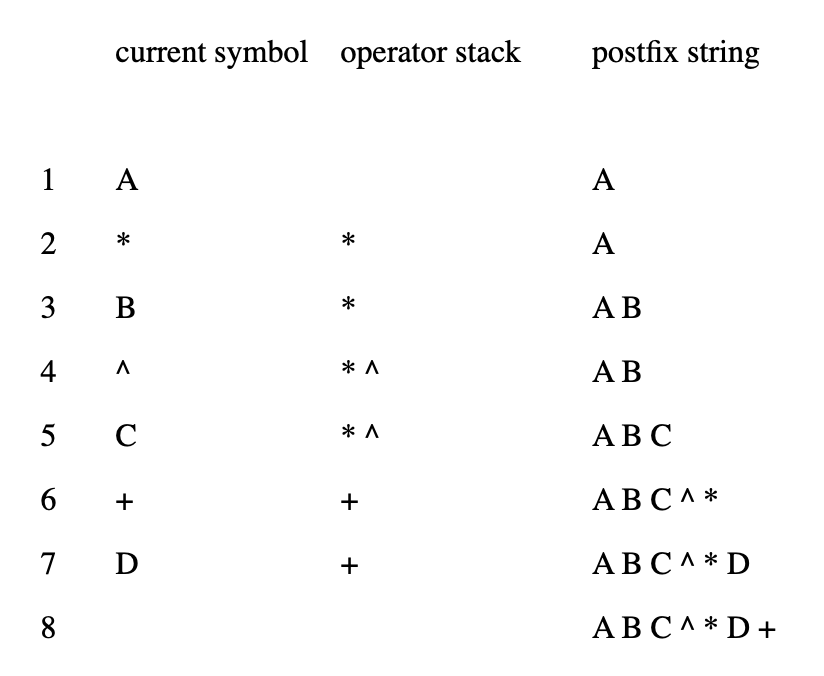 current symbol operator stack postfix string
1 A A
2 * * A
3 B * A B
4 ^ * ^ A B
5 C * ^ A B C
6 + + A B C ^ *
7 D + A B C ^ * D
8 A B C ^ * D +